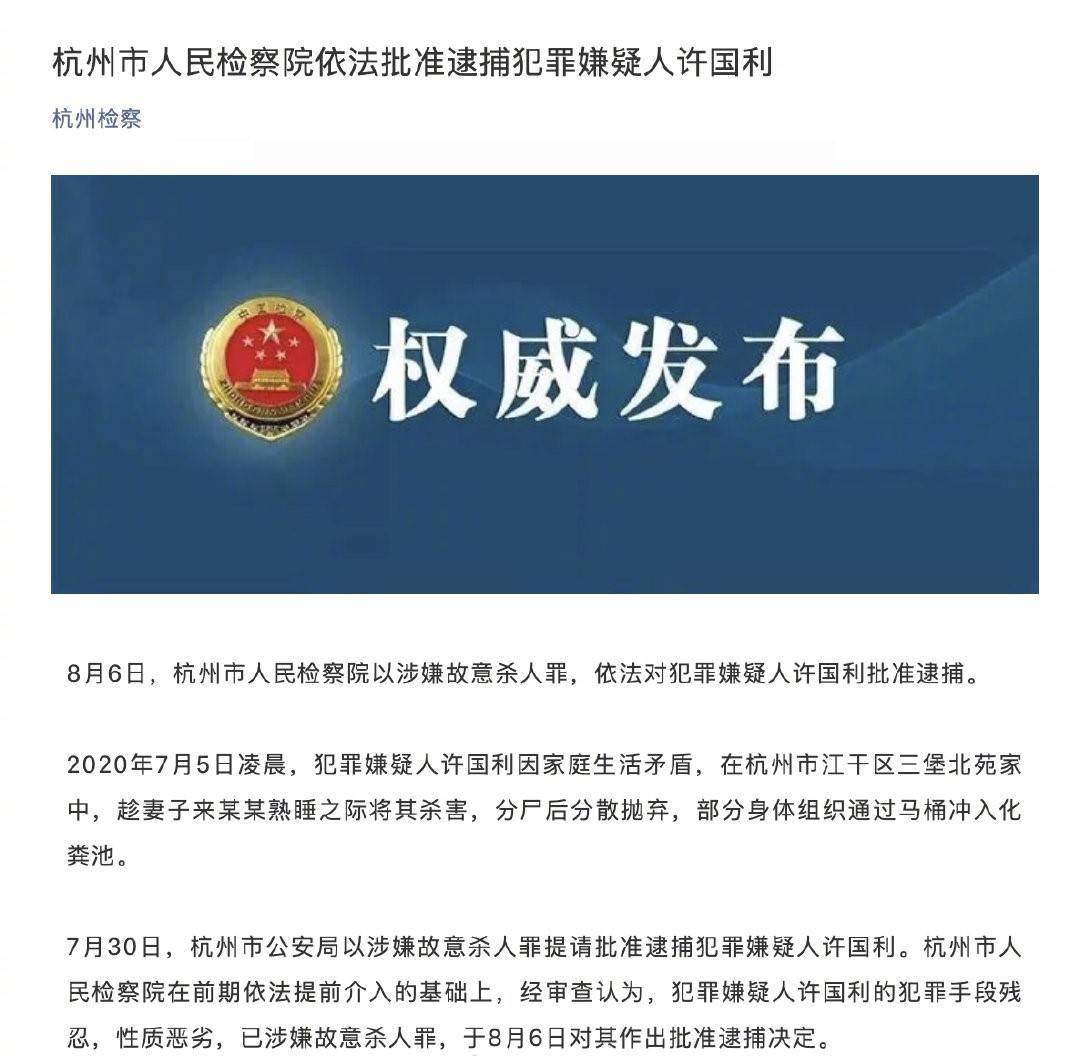 杭州市人民检察院依法批准逮捕犯罪嫌疑人许国利
杭州检察
中国检察
权威发布
8月6日，杭州市人民检察院以涉嫌故意杀人罪，依法对犯罪嫌疑人许国利批准逮捕。
2020年7月5日凌晨，犯罪嫌疑人许国利因家庭生活矛盾，在杭州市江干区三堡北苑家
中，趁妻子来某某熟睡之际将其杀害，分尸后分散抛弃，部分身体组织通过马桶冲入化
粪池。
7月30日，杭州市公安局以涉嫌故意杀人罪提请批准逮捕犯罪嫌疑人许国利。杭州市人
民检察院在前期依法提前介入的基础上，经审查认为，犯罪嫌疑人许国利的犯罪手段残
忍，性质恶劣，已涉嫌故意杀人罪，于8月6日对其作出批准逮捕决定。